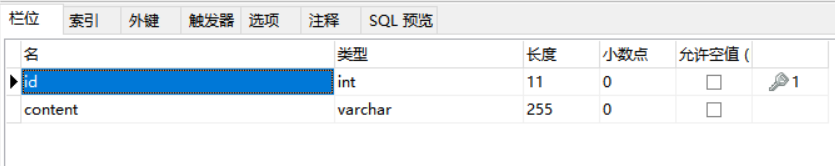 栏位 索引 外键 触发器 选项 注释 SQL 预览
名 类型 长度 小数点 允许空值 (
id int 11 0 1
content varchar 255 0